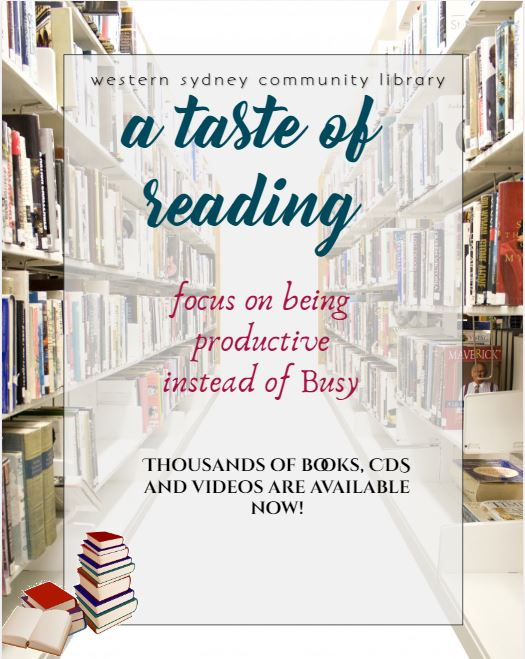 western sydney community library
a taste of
reading
focus on being
productive
instead of Busy
THOUSANDS OF BOOKS, CDS
AND VIDEOS ARE AVAILABLE
NOW!
MAVERICK